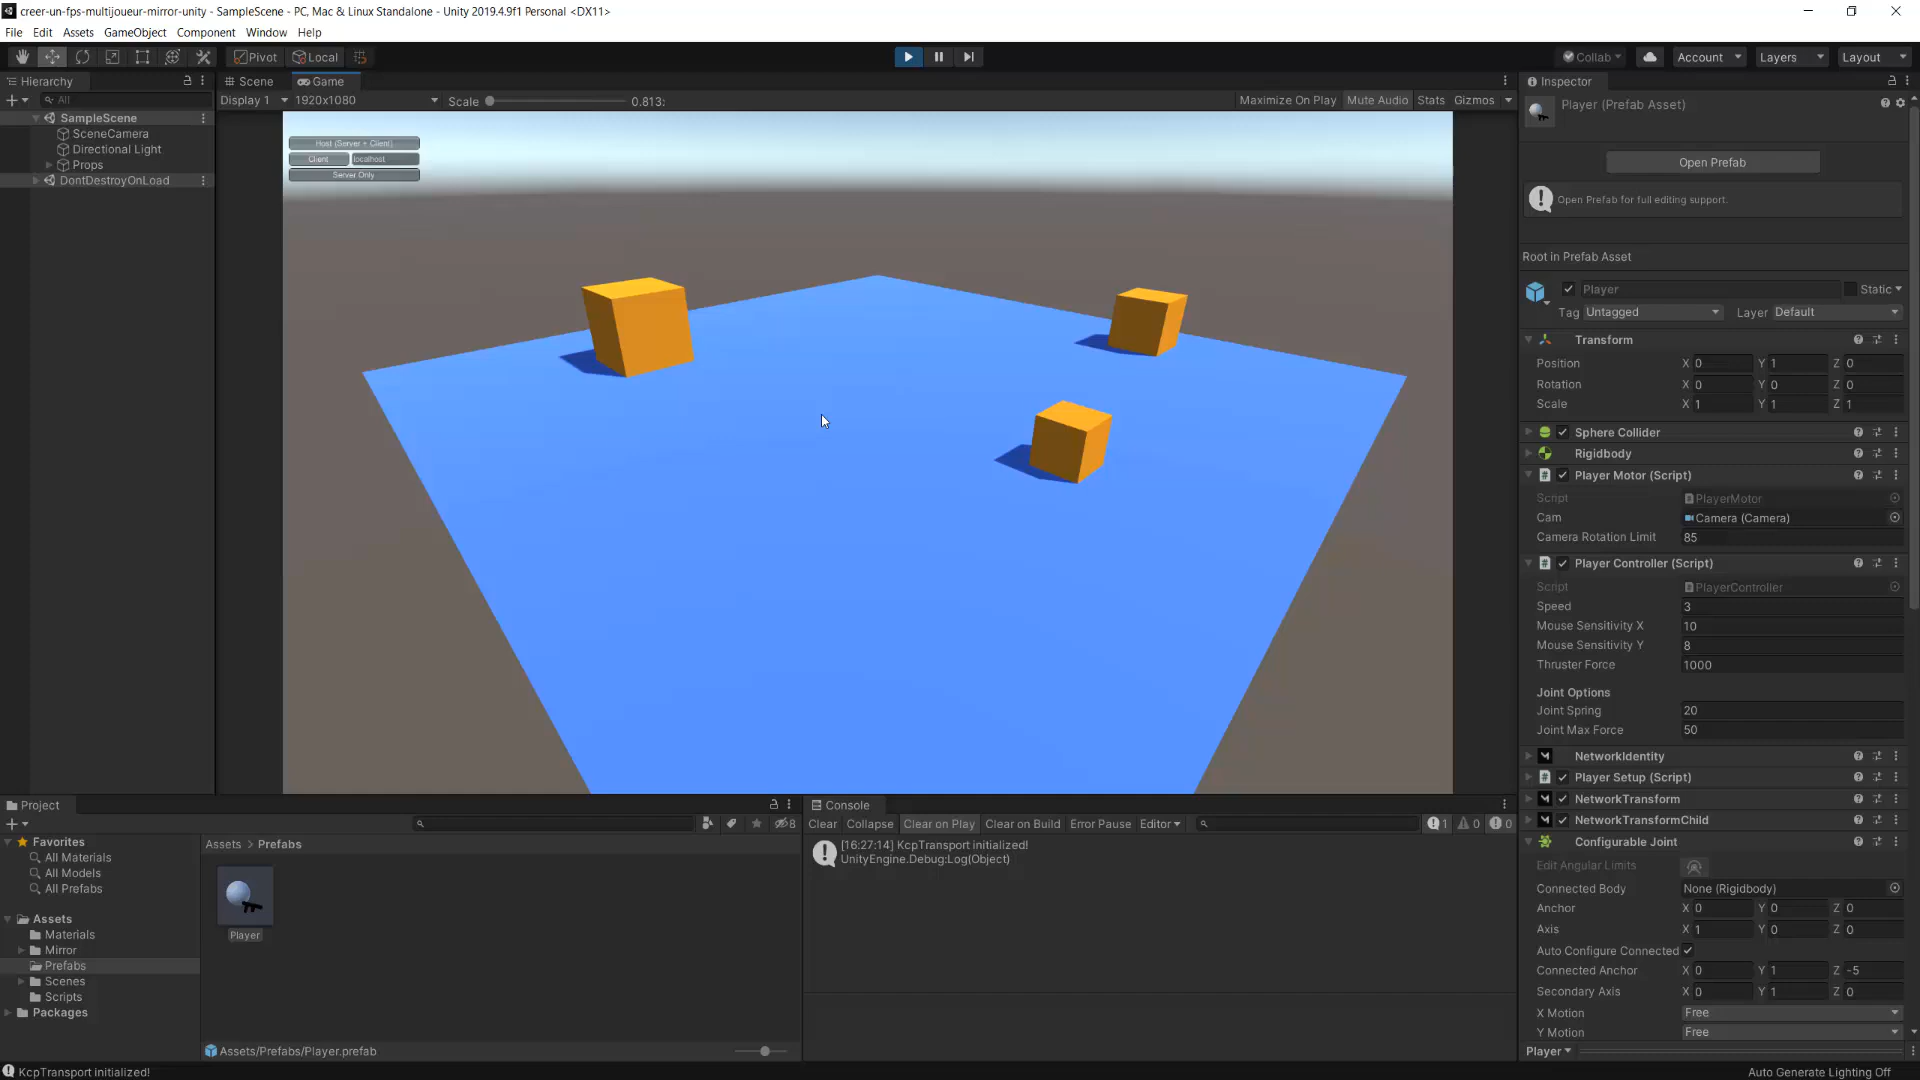 creer-un-fps-multijoueur-mirror-unity - SampleScene - PC, Mac & Linux Standalone - Unity 2019.4.9f1 Personal <DX11>
File Edit Assets GameObject Component Window Help
Pivot Local Collab Account Layers Layout
Hierarchy
All
SampleScene
SceneCamera
Directional Light
Props
DontDestroyOnLoad
Scene Game
Display 1 1920x1080 Scale 0.813: Maximize On Play Mute Audio Stats Gizmos
Host (Server + Client)
Client localhost
Server Only
Inspector
Player (Prefab Asset)
Open Prefab
Open Prefab for full editing support.
Root in Prefab Asset
Player Static
Tag Untagged Layer Default
Transform
Position X 0 Y 1 Z 0
Rotation X 0 Y 0 Z 0
Scale X 1 Y 1 Z 1
Sphere Collider
Rigidbody
Player Motor (Script)
Script PlayerMotor
Cam Camera (Camera)
Camera Rotation Limit 85
Player Controller (Script)
Script PlayerController
Speed 3
Mouse Sensitivity X 10
Mouse Sensitivity Y 8
Thruster Force 1000
Joint Options
Joint Spring 20
Joint Max Force 50
NetworkIdentity
Player Setup (Script)
NetworkTransform
NetworkTransformChild
Configurable Joint
Edit Angular Limits
Connected Body None (Rigidbody)
Anchor X 0 Y 0 Z 0
Axis X 1 Y 0 Z 0
Auto Configure Connected
Connected Anchor X 0 Y 1 Z -5
Secondary Axis X 0 Y 1 Z 0
X Motion Free
Y Motion Free
Player
Project
8
Favorites
All Materials
All Models
All Prefabs
Assets
Materials
Mirror
Prefabs
Scenes
Scripts
Packages
Assets > Prefabs
Player
Assets/Prefabs/Player.prefab
Console
Clear Collapse Clear on Play Clear on Build Error Pause Editor 1 0 0
[16:27:14] KcpTransport initialized!
UnityEngine.Debug:Log(Object)
KcpTransport initialized!
Auto Generate Lighting Off